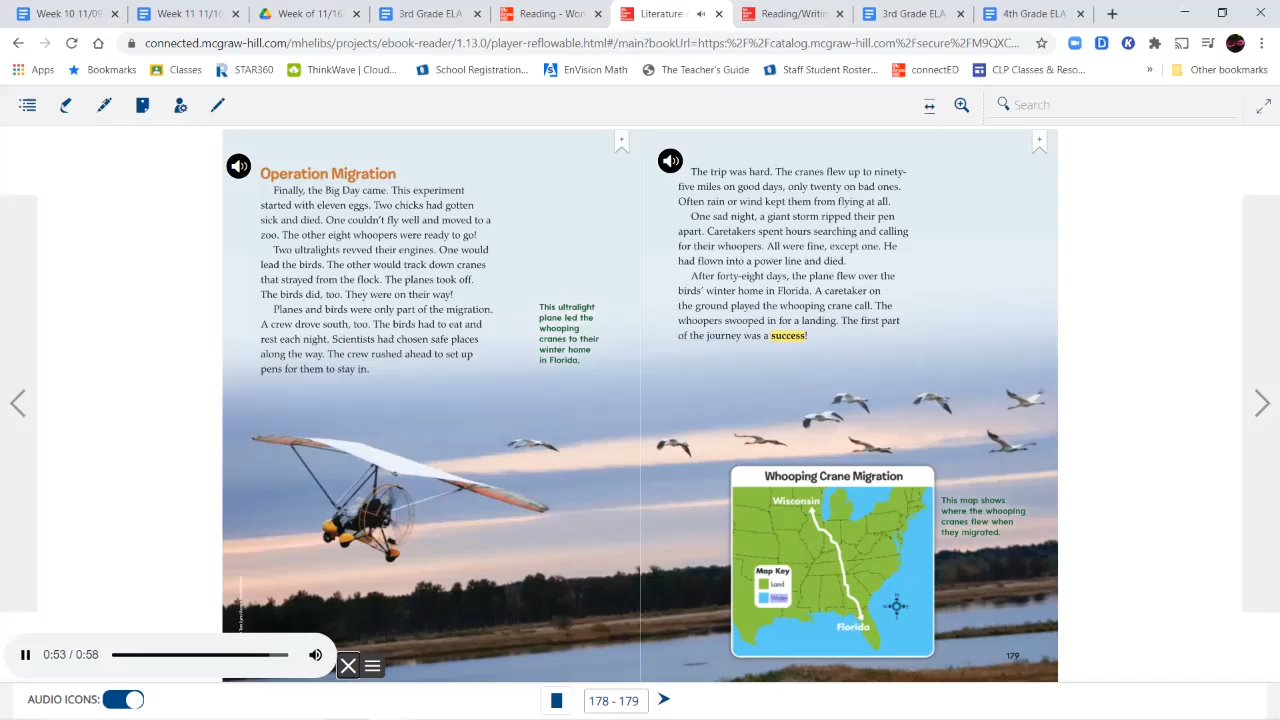 Week 10 11/09
Week 11 11/16
Week of 11/16
3rd Grade ELA
Reading - Wo
Literature
Reading/Writin
3rd Grade ELA
4th Grade ELA
connected.mcgraw-hill.com/mhelibs/projects/ebook-reader/1.13.0/player-reflowable.html#/main?bookUrl=https:%2F%2Fcatalog.mcgraw-hill.com%2Fsecure%2FM9QXC...
Apps
Bookmarks
Classes
STAR360
ThinkWave | Cloud...
School Registration...
EnVision Math
The Teacher's Guide
Staff Student Roster...
connectED
CLP Classes & Reso...
»
Other bookmarks
Search
Operation Migration
Finally, the Big Day came. This experiment
started with eleven eggs. Two chicks had gotten
sick and died. One couldn't fly well and moved to a
zoo. The other eight whoopers were ready to go!
Two ultralights revved their engines. One would
lead the birds. The other would track down cranes
that strayed from the flock. The planes took off.
The birds did, too. They were on their way!
Planes and birds were only part of the migration.
A crew drove south, too. The birds had to eat and
rest each night. Scientists had chosen safe places
along the way. The crew rushed ahead to set up
pens for them to stay in.
This ultralight
plane led the
whooping
cranes to their
winter home
in Florida.
The trip was hard. The cranes flew up to ninety-
five miles on good days, only twenty on bad ones.
Often rain or wind kept them from flying at all.
One sad night, a giant storm ripped their pen
apart. Caretakers spent hours searching and calling
for their whoopers. All were fine, except one. He
had flown into a power line and died.
After forty-eight days, the plane flew over the
birds' winter home in Florida. A caretaker on
the ground played the whooping crane call. The
whoopers swooped in for a landing. The first part
of the journey was a success!
Whooping Crane Migration
Wisconsin
Map Key
Land
Water
Florida
N
W
E
S
This map shows
where the whooping
cranes flew when
they migrated.
179
0:53 / 0:58
AUDIO ICONS:
178 - 179